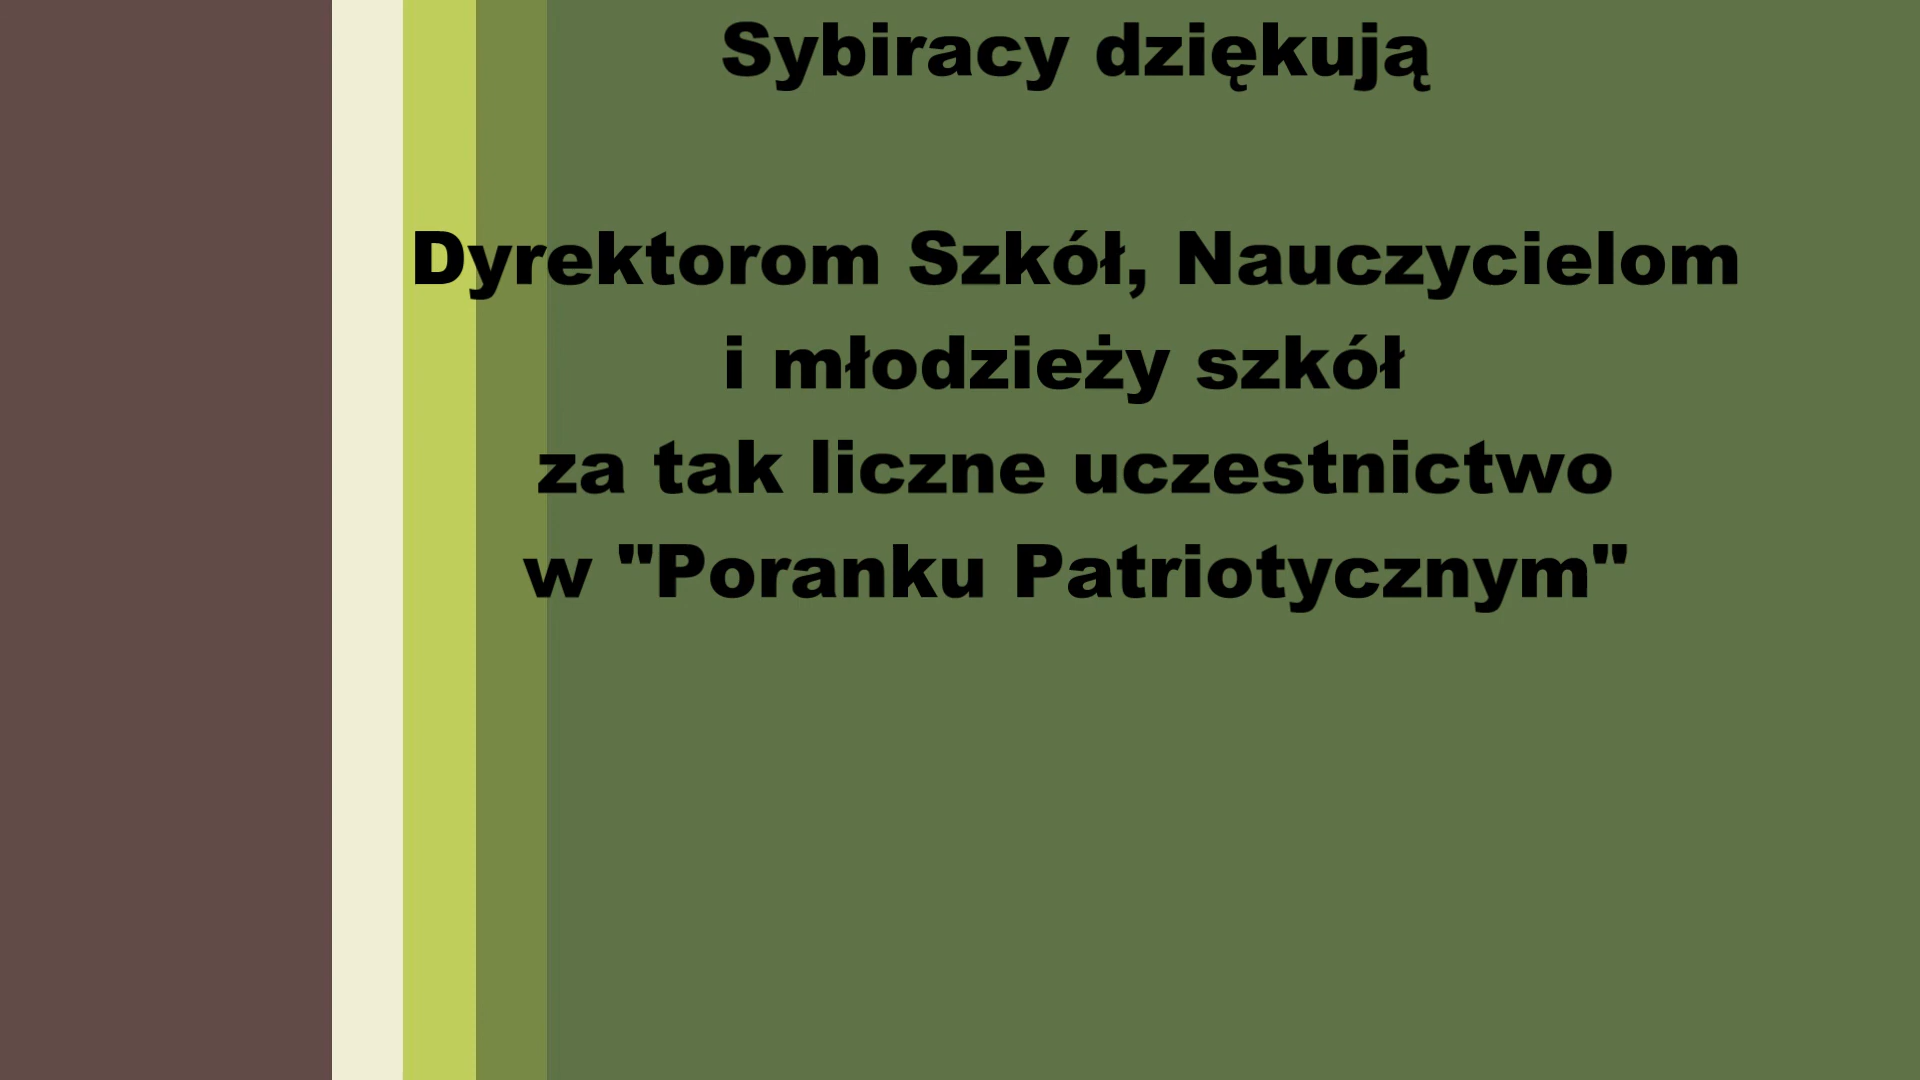 Sybiracy dziękują
Dyrektorom Szkół, Nauczycielom
i młodzieży szkół
za tak liczne uczestnictwo
w "Poranku Patriotycznym"